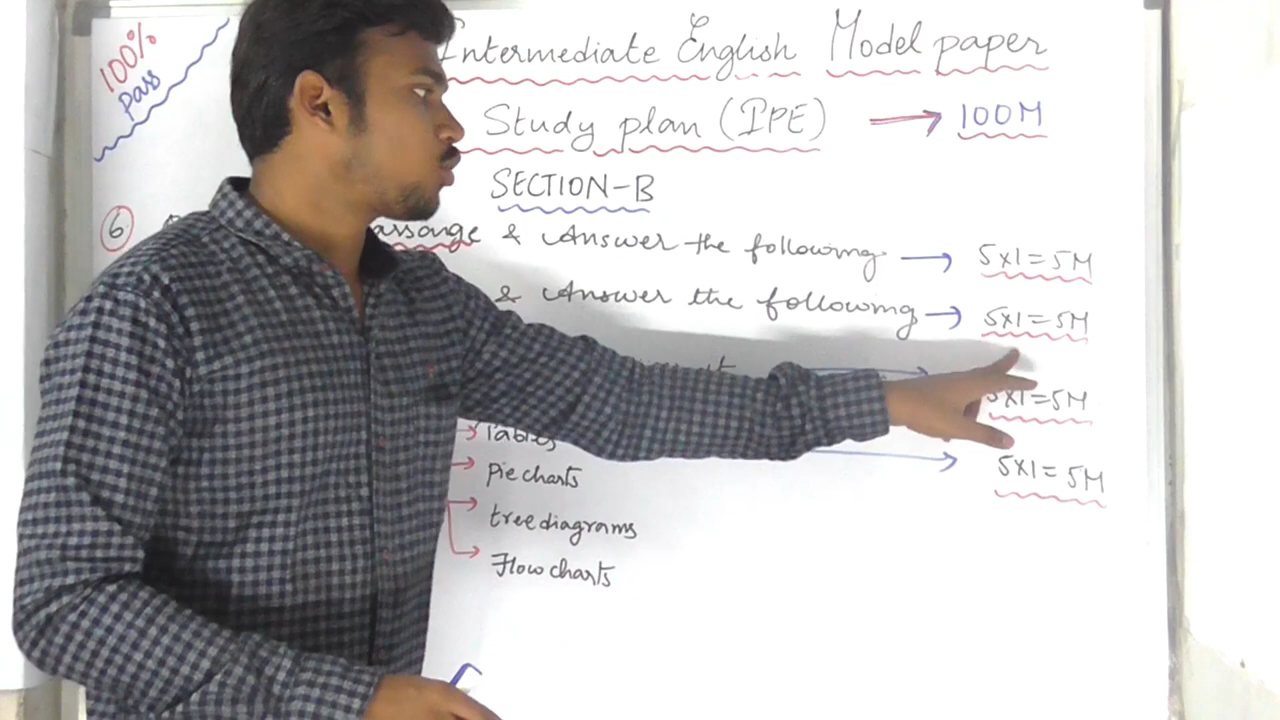 100%
Pass
Intermediate English Model paper
Study plan (IPE) → 100M
SECTION-B
6 assange & Answer the following → 5x1=5M
& Answer the following → 5x1=5M
5x1=5M
→ Tables → 5x1=5M
→ Pie charts
→ tree diagrams
→ Flow charts